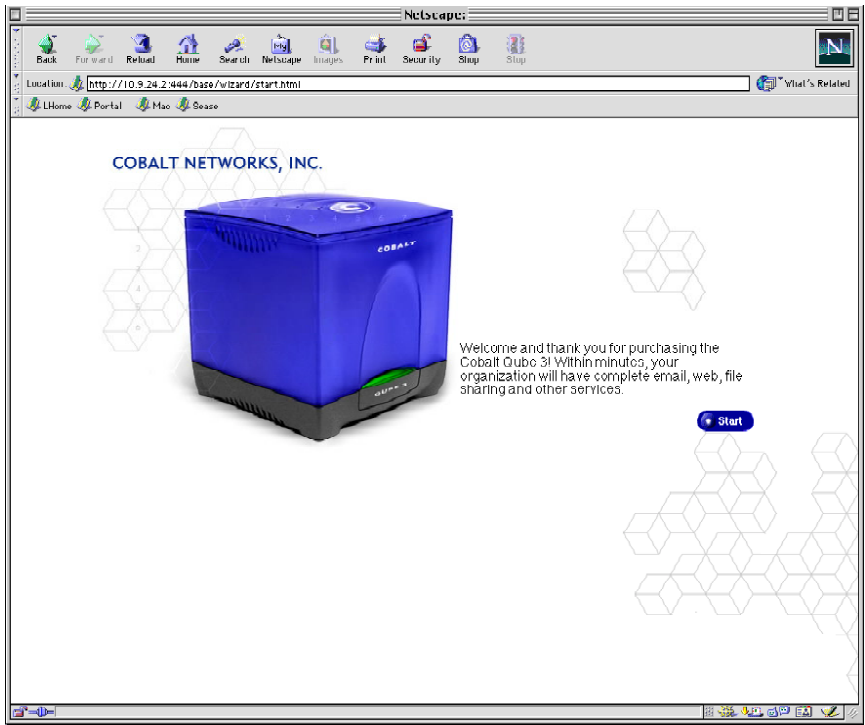 Netscape:
Back Forward Reload Home Search Netscape Images Print Security Shop Stop
Location: http://10.9.24.2:444/base/wizard/start.html What's Related
LHome Portal Mac Sease
COBALT NETWORKS, INC.
COBALT
QUBE 3
Welcome and thank you for purchasing the
Cobalt Qube 3! Within minutes, your
organization will have complete email, web, file
sharing and other services.
Start